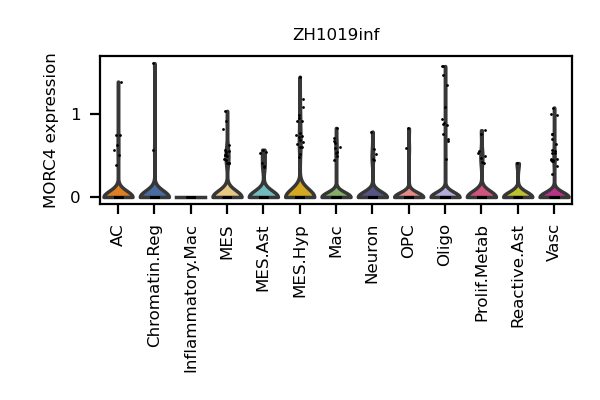 ZH1019inf
MORC4 expression
1
0
AC
Chromatin.Reg
Inflammatory.Mac
MES
MES.Ast
MES.Hyp
Mac
Neuron
OPC
Oligo
Prolif.Metab
Reactive.Ast
Vasc